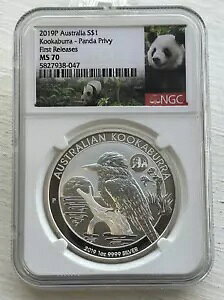 2019P Australia S$1
Kookaburra - Panda Privy
First Releases
MS 70
5827938-047
NGC
AUSTRALIAN KOOKABURRA
2019 1oz 9999 SILVER